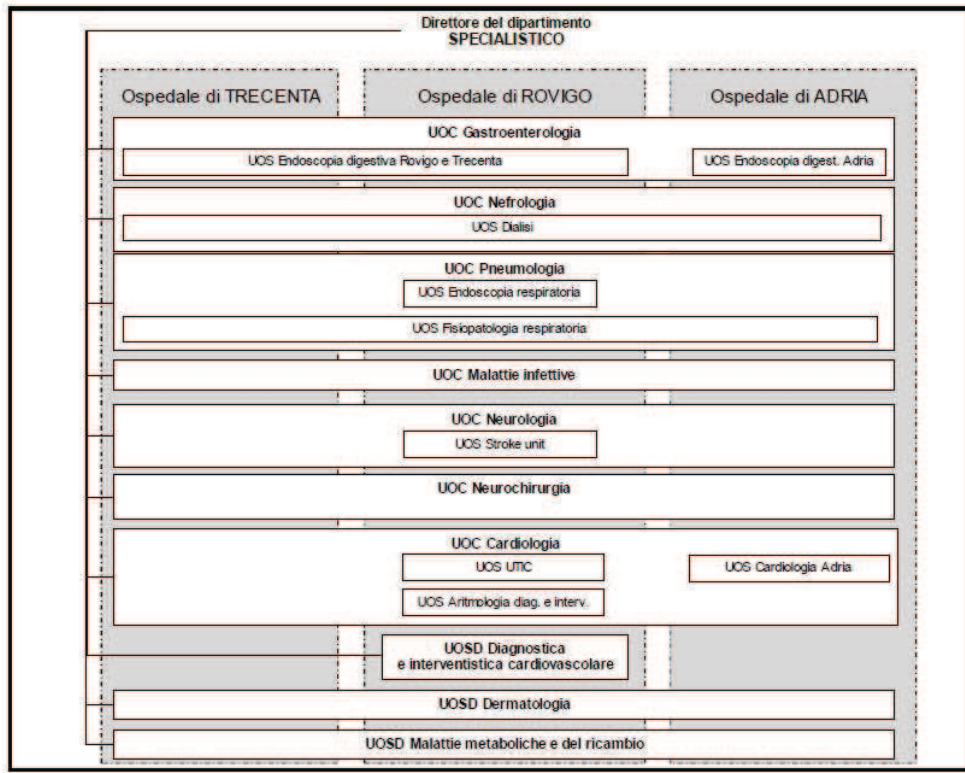 Direttore del dipartimento
SPECIALISTICO
Ospedale di TRECENTA
Ospedale di ROVIGO
Ospedale di ADRIA
UOC Gastroenterologia
UOS Endoscopia digestiva Rovigo e Trecenta
UOS Endoscopia digest. Adria
UOC Nefrologia
UOS Dialisi
UOC Pneumologia
UOS Endoscopia respiratoria
UOS Fisiopatologia respiratoria
UOC Malattie infettive
UOC Neurologia
UOS Stroke unit
UOC Neurochirurgia
UOC Cardiologia
UOS UTIC
UOS Cardiologia Adria
UOS Aritmologia diag. e interv.
UOSD Diagnostica
e interventistica cardiovascolare
UOSD Dermatologia
UOSD Malattie metaboliche e del ricambio